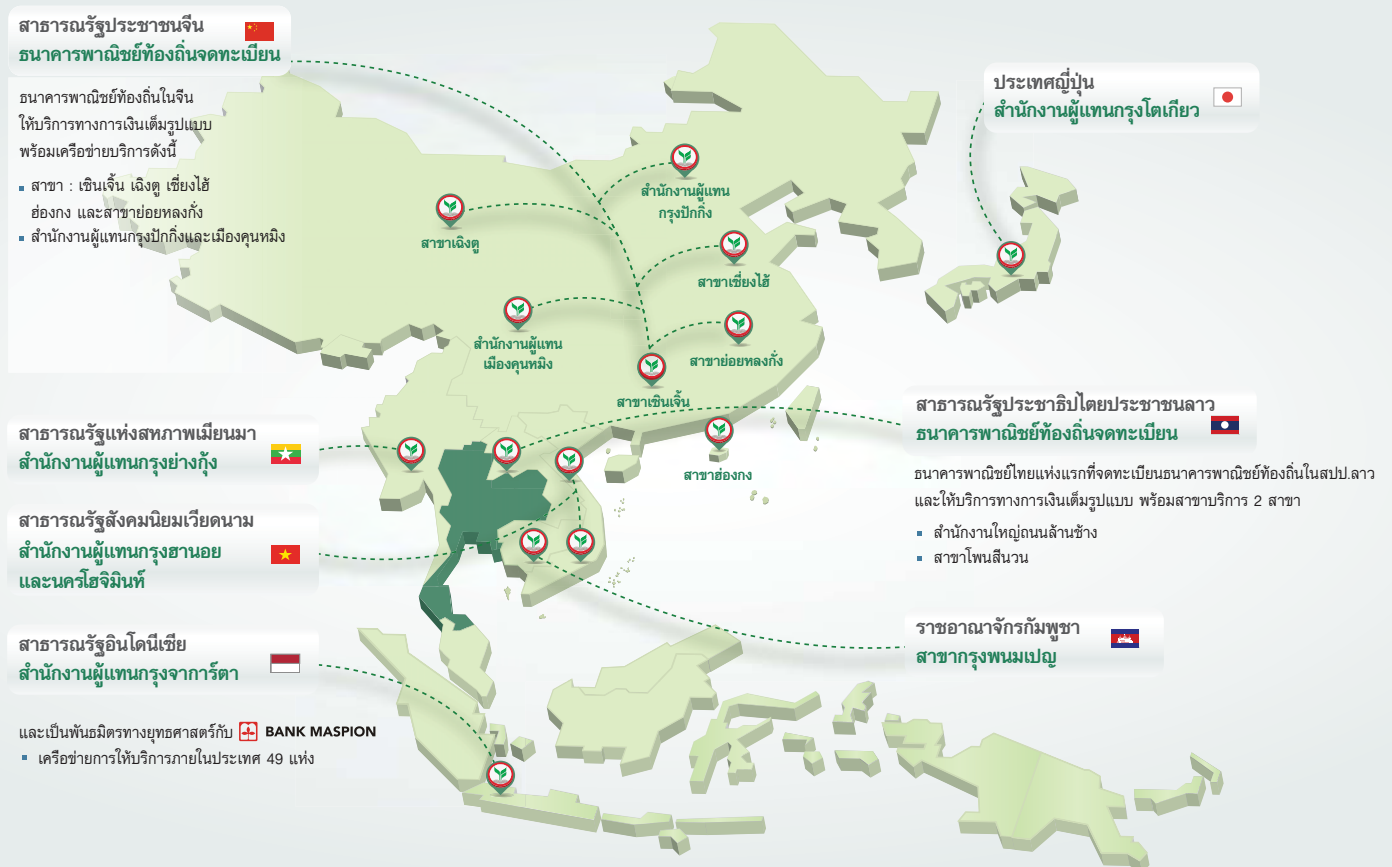 สาธารณรัฐประชาชนจีน
ธนาคารพาณิชย์ท้องถิ่นจดทะเบียน
ธนาคารพาณิชย์ท้องถิ่นในจีน
ให้บริการทางการเงินเต็มรูปแบบ
พร้อมเครือข่ายบริการดังนี้
สาขา : เซินเจิ้น เฉิงตู เซี่ยงไฮ้
ฮ่องกง และสาขาย่อยหลงกั่ง
สำนักงานผู้แทนกรุงปักกิ่งและเมืองคุนหมิง
ประเทศญี่ปุ่น
สำนักงานผู้แทนกรุงโตเกียว
สำนักงานผู้แทน
กรุงปักกิ่ง
สาขาเฉิงตู
สาขาเซี่ยงไฮ้
สำนักงานผู้แทน
เมืองคุนหมิง
สาขาย่อยหลงกั่ง
สาขาเซินเจิ้น
สาขาฮ่องกง
สาธารณรัฐแห่งสหภาพเมียนมา
สำนักงานผู้แทนกรุงย่างกุ้ง
สาธารณรัฐสังคมนิยมเวียดนาม
สำนักงานผู้แทนกรุงฮานอย
และนครโฮจิมินห์
สาธารณรัฐอินโดนีเซีย
สำนักงานผู้แทนกรุงจาการ์ตา
และเป็นพันธมิตรทางยุทธศาสตร์กับ BANK MASPION
เครือข่ายการให้บริการภายในประเทศ 49 แห่ง
สาธารณรัฐประชาธิปไตยประชาชนลาว
ธนาคารพาณิชย์ท้องถิ่นจดทะเบียน
ธนาคารพาณิชย์ไทยแห่งแรกที่จดทะเบียนธนาคารพาณิชย์ท้องถิ่นในสปป.ลาว
และให้บริการทางการเงินเต็มรูปแบบ พร้อมสาขาบริการ 2 สาขา
สำนักงานใหญ่ถนนล้านช้าง
สาขาโพนสีนวน
ราชอาณาจักรกัมพูชา
สาขากรุงพนมเปญ